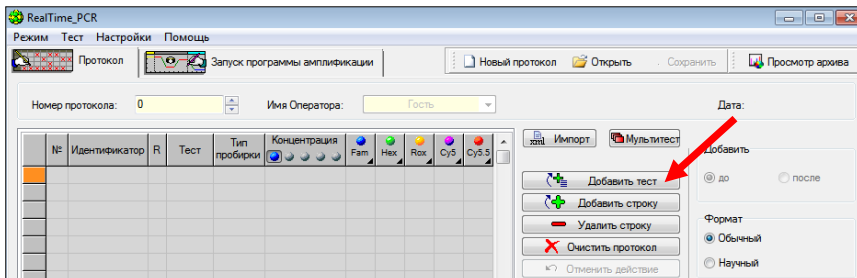 RealTime_PCR
Режим Тест Настройки Помощь
Протокол Запуск программы амплификации Новый протокол Открыть Сохранить Просмотр архива
Номер протокола: 0 Имя Оператора: Гость Дата:
№ Идентификатор R Тест Тип пробирки Концентрация Fam Hex Rox Cy5 Cy5.5
xml Импорт Мультитест
Добавить
Добавить тест до после
Добавить строку
Удалить строку Формат
Очистить протокол Обычный
Отменить действие Научный